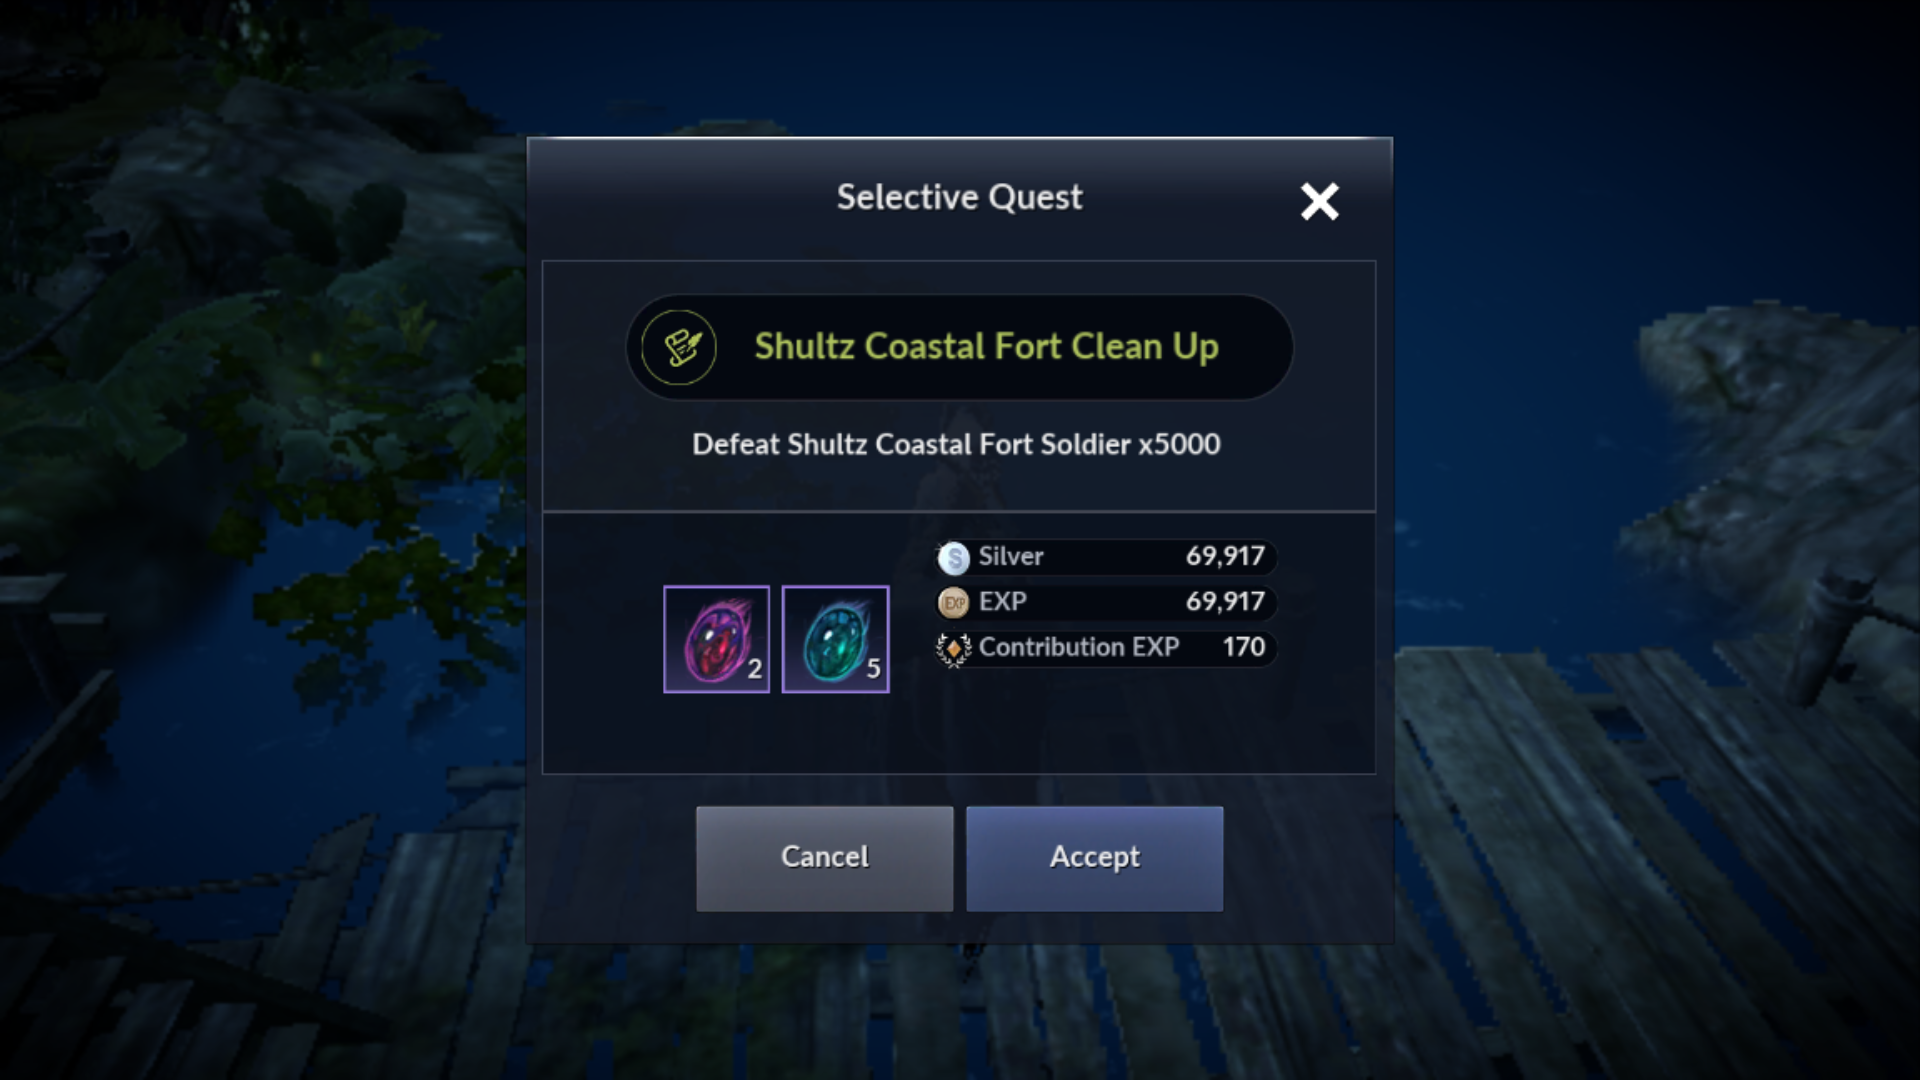 Selective Quest
Shultz Coastal Fort Clean Up
Defeat Shultz Coastal Fort Soldier x5000
2
5
S Silver 69,917
EXP EXP 69,917
Contribution EXP 170
Cancel
Accept